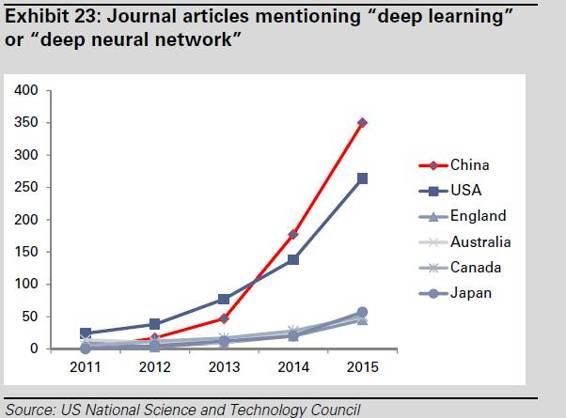 Exhibit 23: Journal articles mentioning “deep learning”
or “deep neural network”
400
350
300
250
200
150
100
50
0
2011 2012 2013 2014 2015
China
USA
England
Australia
Canada
Japan
Source: US National Science and Technology Council